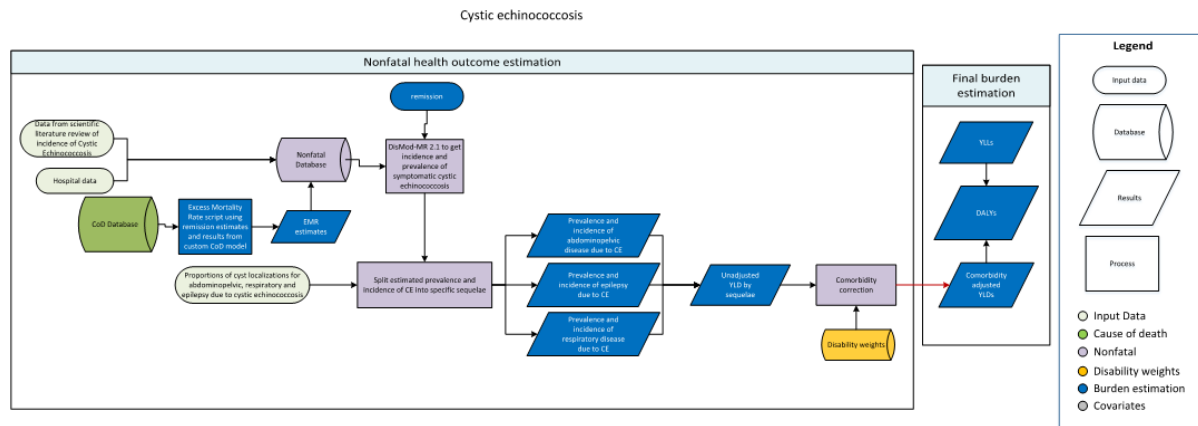 Cystic echinococcosis
Nonfatal health outcome estimation
remission
Data from scientific
literature review of
incidence of Cystic
Echinococcosis
Hospital data
Nonfatal
Database
DisMod-MR 2.1 to get
incidence and
prevalence of
symptomatic cystic
echinococcosis
CoD Database
Excess Mortality
Rate script using
remission estimates
and results from
custom CoD model
EMR
estimates
Proportions of cyst localizations for
abdominopelvic, respiratory and
epilepsy due to cystic echinococcosis
Split estimated prevalence and
incidence of CE into specific sequelae
Prevalence and
incidence of
abdominopelvic
disease due to CE
Prevalence and
incidence of epilepsy
due to CE
Prevalence and
incidence of
respiratory disease
due to CE
Unadjusted
YLD by
sequelae
Comorbidity
correction
Disability weights
Final burden
estimation
YLLs
DALYs
Comorbidity
adjusted
YLDs
Legend
Input data
Database
Results
Process
Input Data
Cause of death
Nonfatal
Disability weights
Burden estimation
Covariates